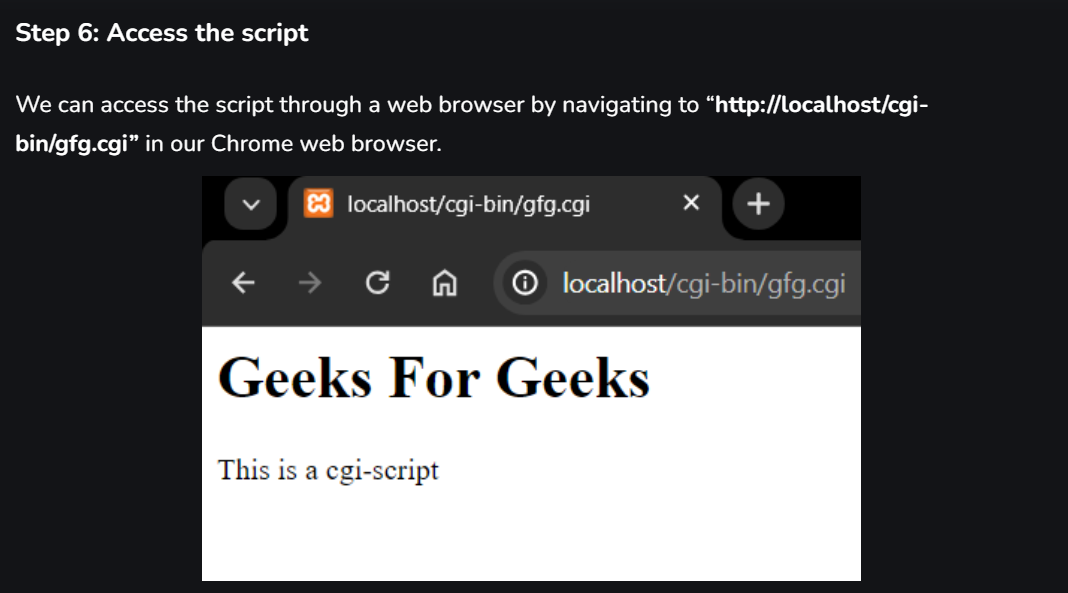 Step 6: Access the script
We can access the script through a web browser by navigating to “http://localhost/cgi-
bin/gfg.cgi” in our Chrome web browser.
localhost/cgi-bin/gfg.cgi
localhost/cgi-bin/gfg.cgi
Geeks For Geeks
This is a cgi-script